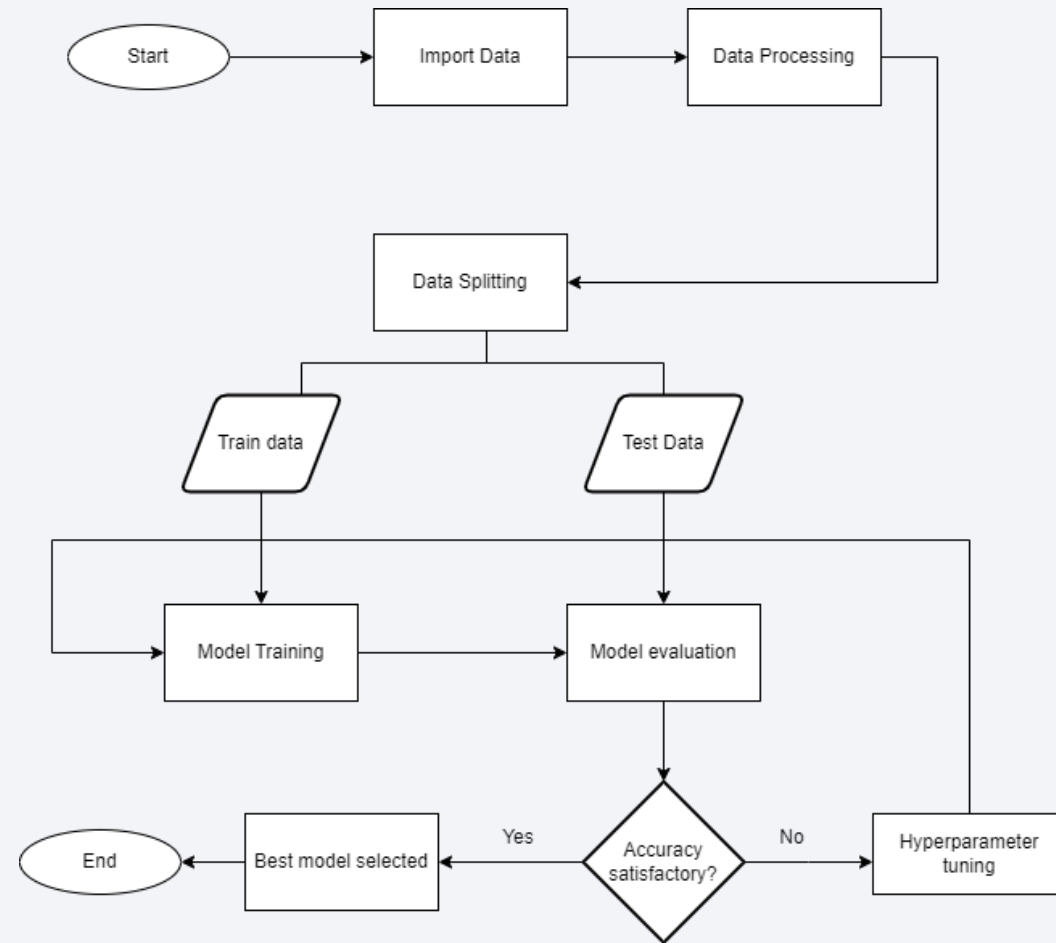 Start
Import Data
Data Processing
Data Splitting
Train data
Test Data
Model Training
Model evaluation
End
Best model selected
Yes
Accuracy
satisfactory?
No
Hyperparameter
tuning